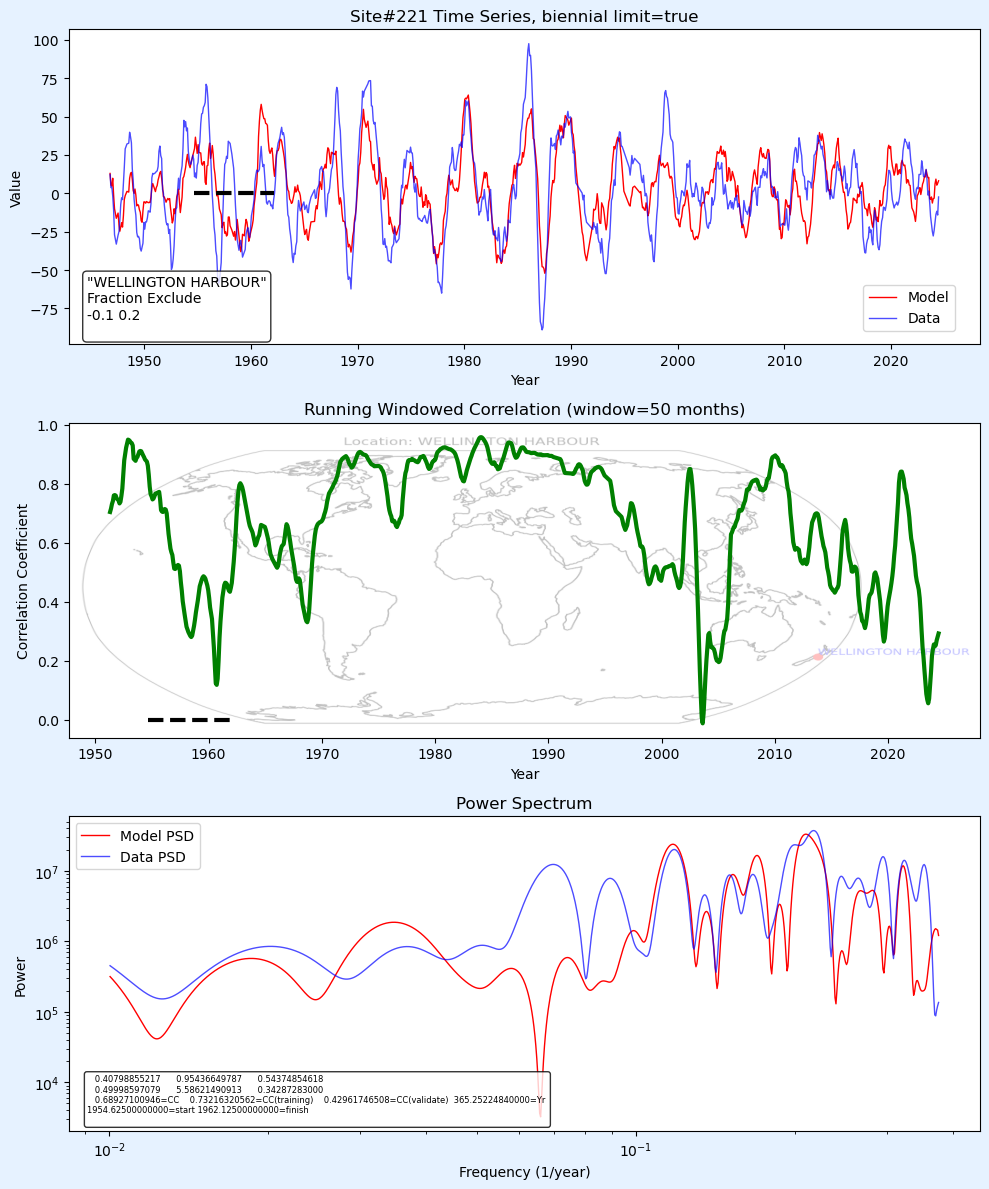 Site#221 Time Series, biennial limit=true
100
75
50
25
0
−25
−50
−75
Value
"WELLINGTON HARBOUR"
Fraction Exclude
-0.1 0.2
Model
Data
1950 1960 1970 1980 1990 2000 2010 2020
Year
Running Windowed Correlation (window=50 months)
Location: WELLINGTON HARBOUR
1.0
0.8
0.6
0.4
0.2
0.0
Correlation Coefficient
WELLINGTON HARBOUR
1950 1960 1970 1980 1990 2000 2010 2020
Year
Power Spectrum
Model PSD
Data PSD
10⁷
10⁶
10⁵
10⁴
Power
0.40798855217 0.95436649787 0.54374854618
0.49998597079 5.58621490913 0.34287283000
0.68927100946=CC 0.73216320562=CC(training) 0.42961746508=CC(validate) 365.25224840000=Yr
1954.62500000000=start 1962.12500000000=finish
10⁻² 10⁻¹
Frequency (1/year)